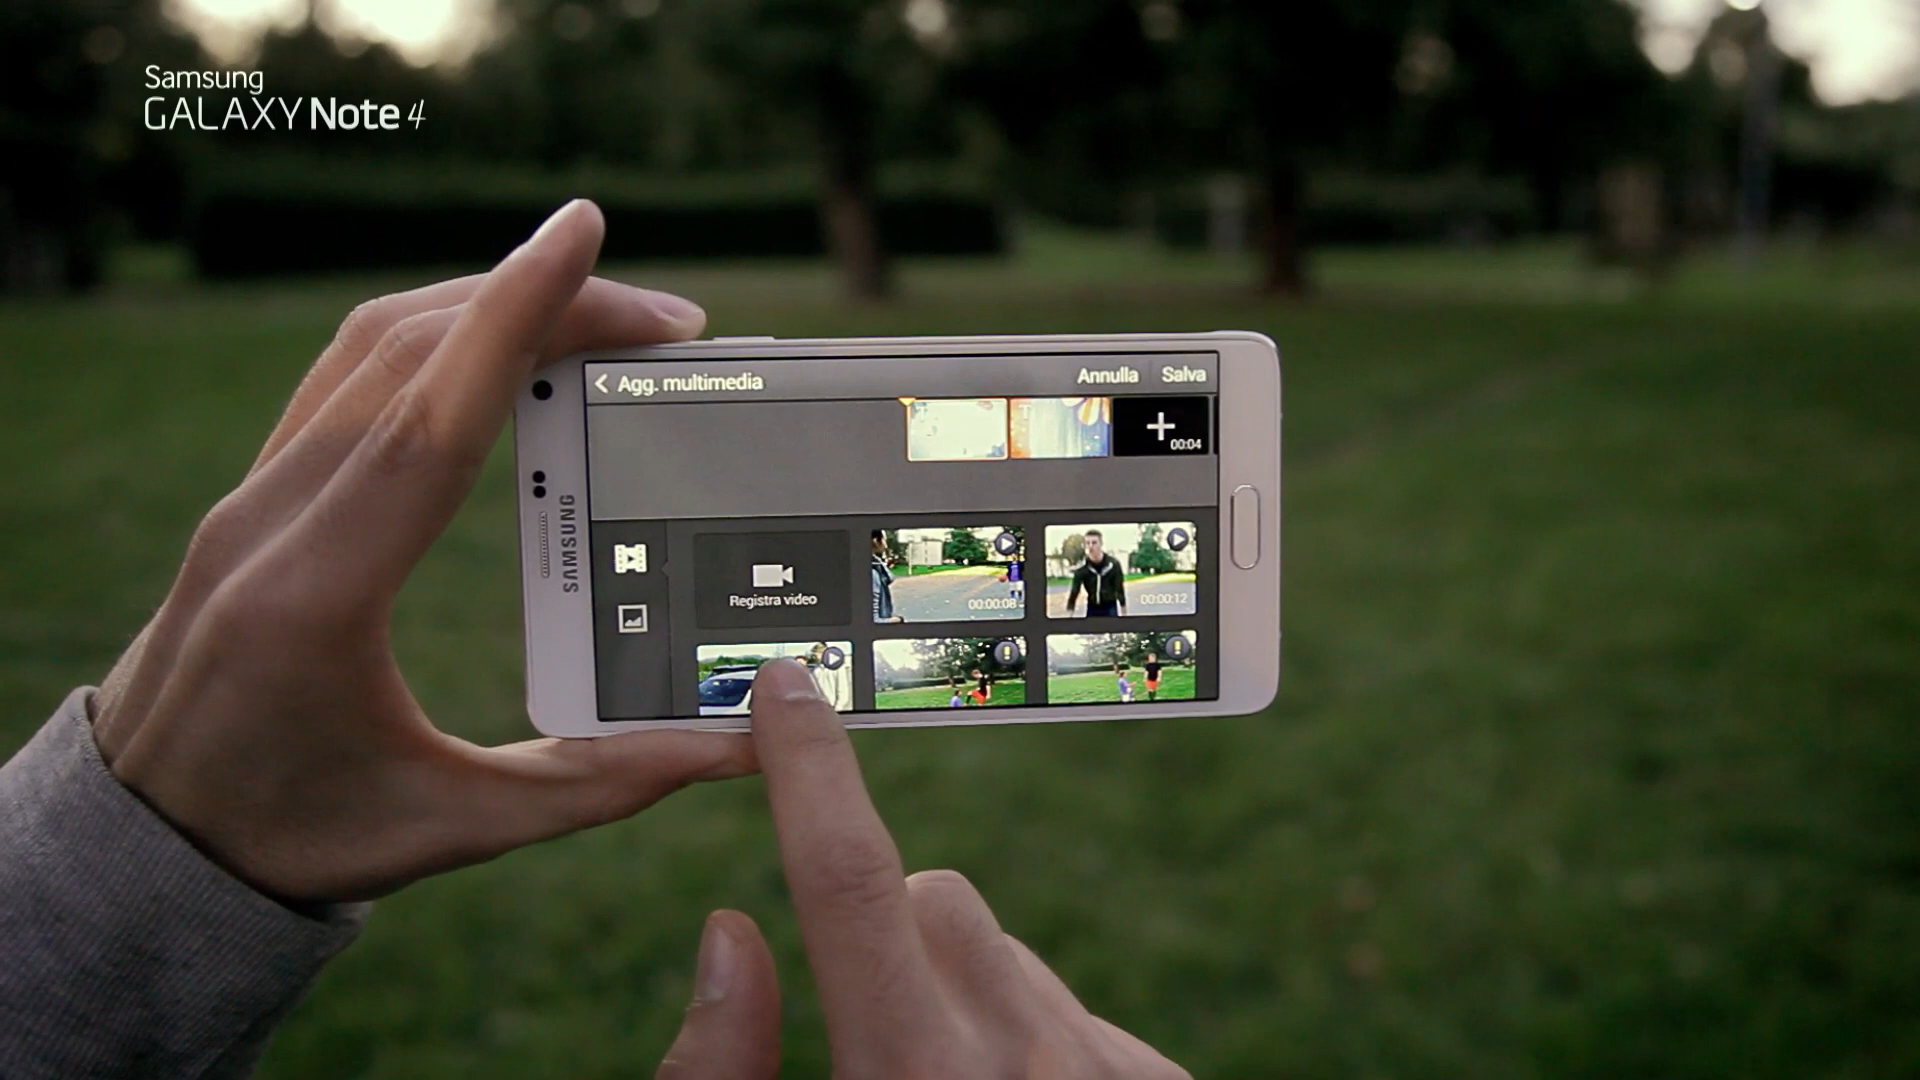 Samsung
GALAXY Note 4
Agg. multimedia
Annulla
Salva
00:04
SAMSUNG
Registra video
00:00:08
00:00:12